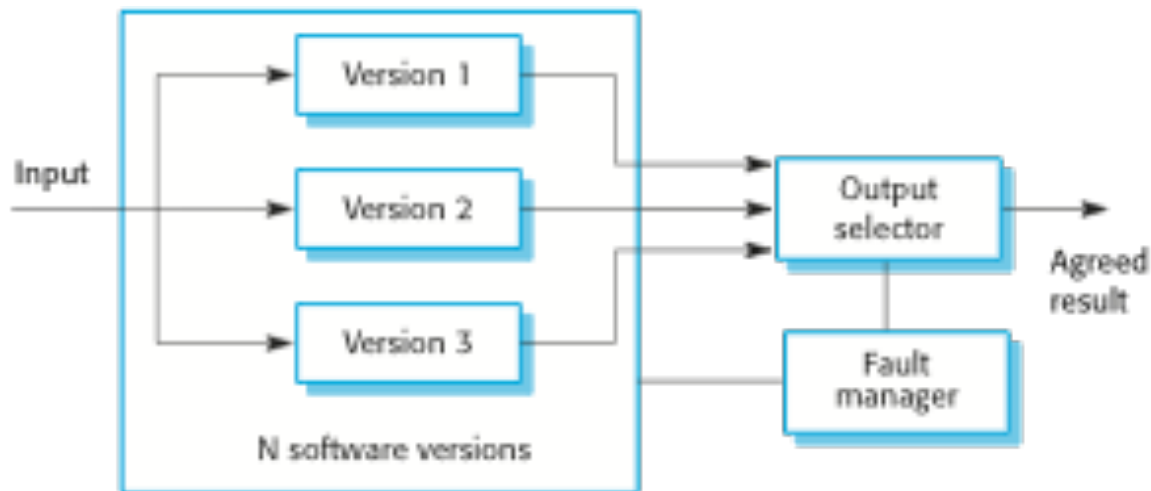 Version 1
Input
Version 2
Output
selector
Agreed
result
Version 3
Fault
manager
N software versions